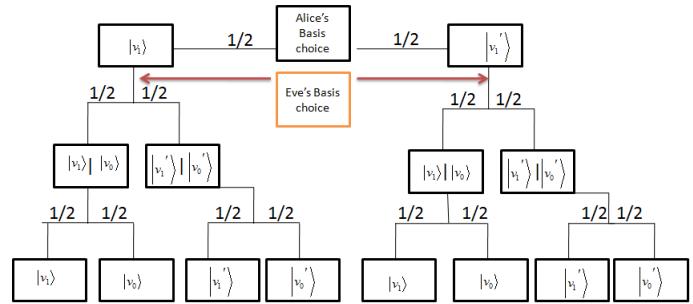 Alice's
Basis
choice
|v₁⟩ 1/2 1/2 |v₁′⟩
Eve's Basis
choice
1/2 1/2 1/2 1/2
|v₁⟩| |v₀⟩ |v₁′⟩||v₀′⟩ |v₁⟩||v₀⟩ |v₁′⟩||v₀′⟩
1/2 1/2 1/2 1/2 1/2 1/2 1/2 1/2
|v₁⟩ |v₀⟩ |v₁′⟩ |v₀′⟩ |v₁⟩ |v₀⟩ |v₁′⟩ |v₀′⟩